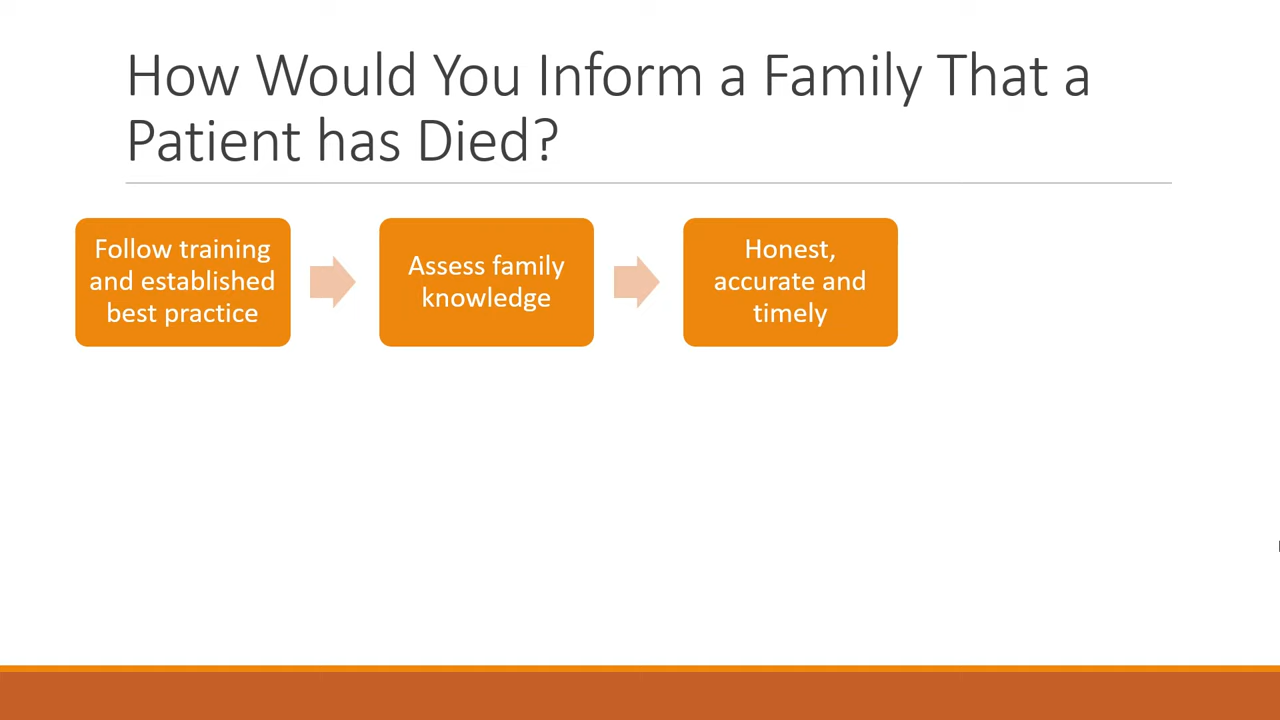 How Would You Inform a Family That a
Patient has Died?
Follow training
and established
best practice
Assess family
knowledge
Honest,
accurate and
timely